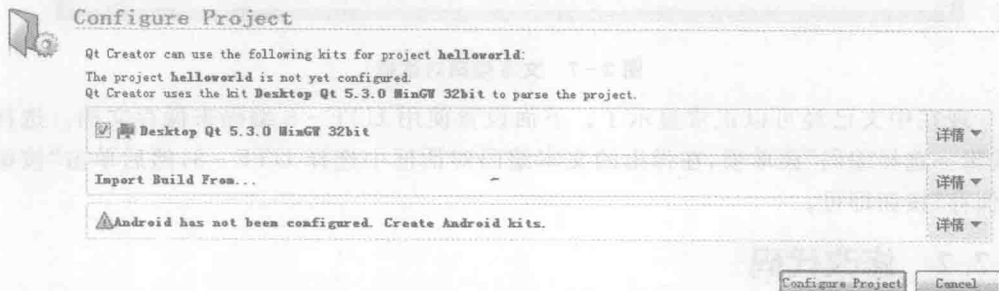 Configure Project
Qt Creator can use the following kits for project helloworld:
The project helloworld is not yet configured.
Qt Creator uses the kit Desktop Qt 5.3.0 MinGW 32bit to parse the project.
Desktop Qt 5.3.0 MinGW 32bit 详情
Import Build From... 详情
Android has not been configured. Create Android kits. 详情
Configure Project Cancel